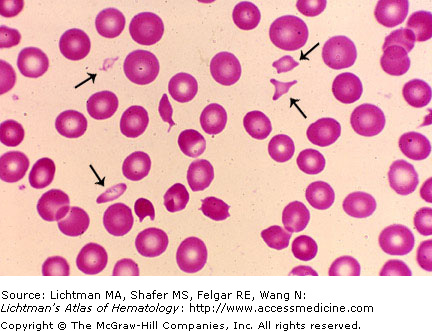 Source: Lichtman MA, Shafer MS, Felgar RE, Wang N:
Lichtman's Atlas of Hematology: http://www.accessmedicine.com
Copyright © The McGraw-Hill Companies, Inc. All rights reserved.